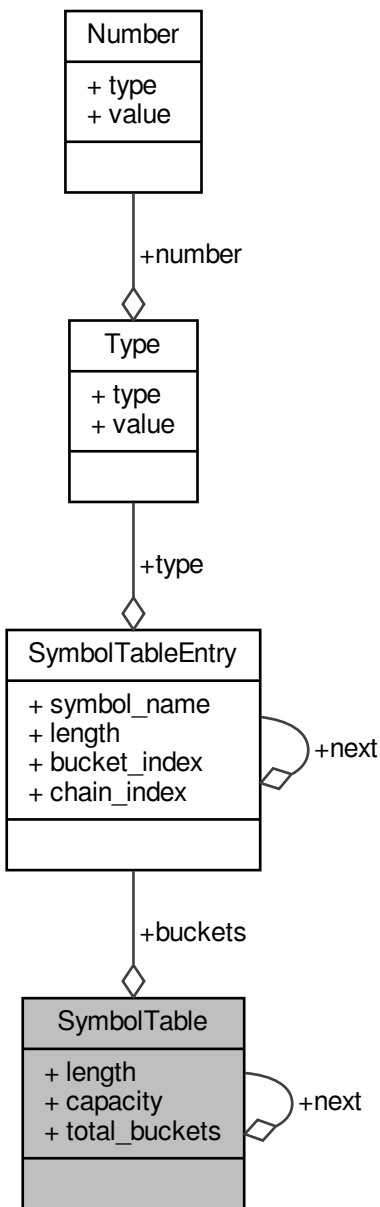 Number
+ type
+ value
+number
Type
+ type
+ value
+type
SymbolTableEntry
+ symbol_name
+ length
+ bucket_index
+ chain_index
+next
+buckets
SymbolTable
+ length
+ capacity
+ total_buckets
+next